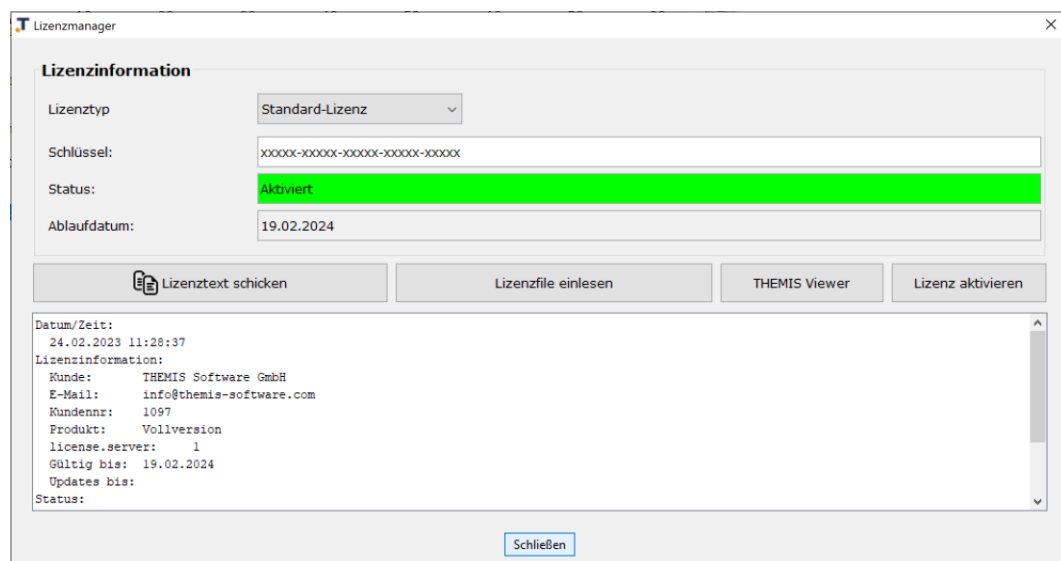 Lizenzmanager
Lizenzinformation
Lizenztyp Standard-Lizenz
Schlüssel: xxxxx-xxxxx-xxxxx-xxxxx-xxxxx
Status: Aktiviert
Ablaufdatum: 19.02.2024
Lizenztext schicken Lizenzfile einlesen THEMIS Viewer Lizenz aktivieren
Datum/Zeit:
24.02.2023 11:28:37
Lizenzinformation:
Kunde: THEMIS Software GmbH
E-Mail: info@themis-software.com
Kundennr: 1097
Produkt: Vollversion
license.server: 1
Gültig bis: 19.02.2024
Updates bis:
Status:
Schließen